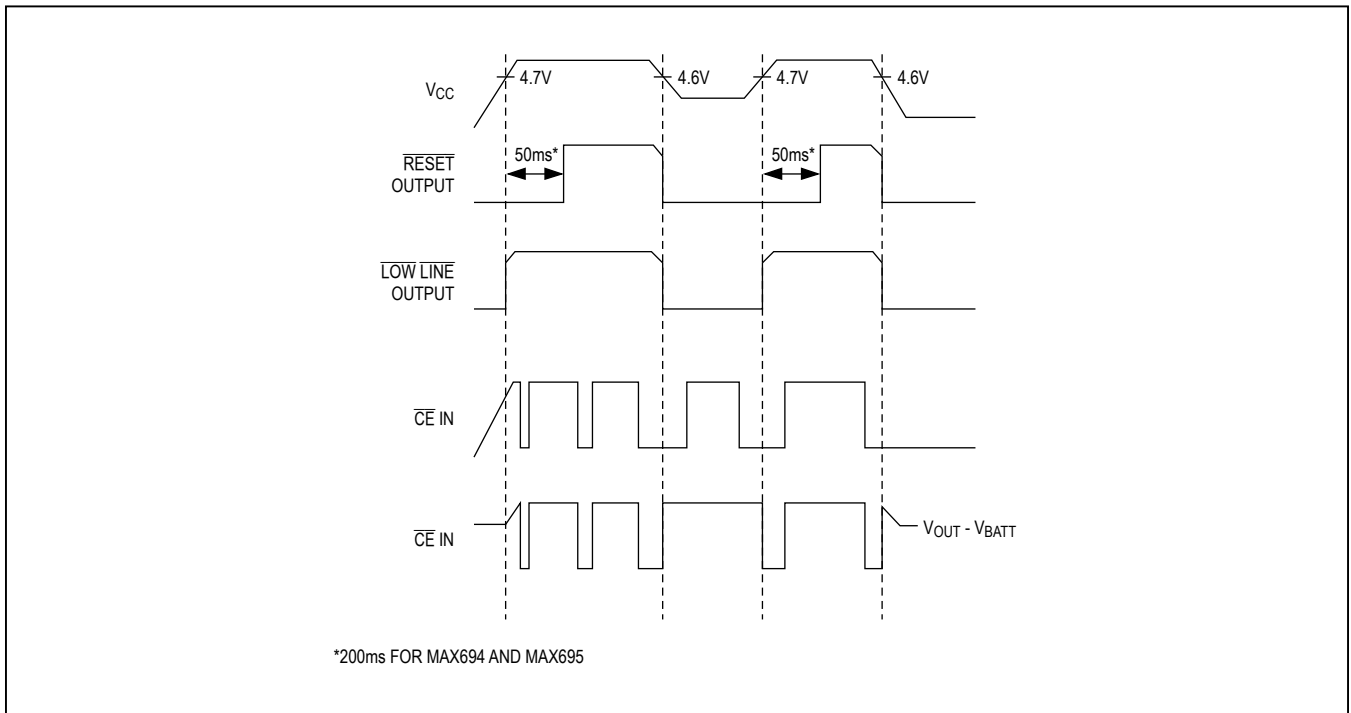 4.7V 4.6V 4.7V 4.6V
VCC
50ms* 50ms*
RESET
OUTPUT
LOW LINE
OUTPUT
CE IN
CE IN
VOUT - VBATT
*200ms FOR MAX694 AND MAX695